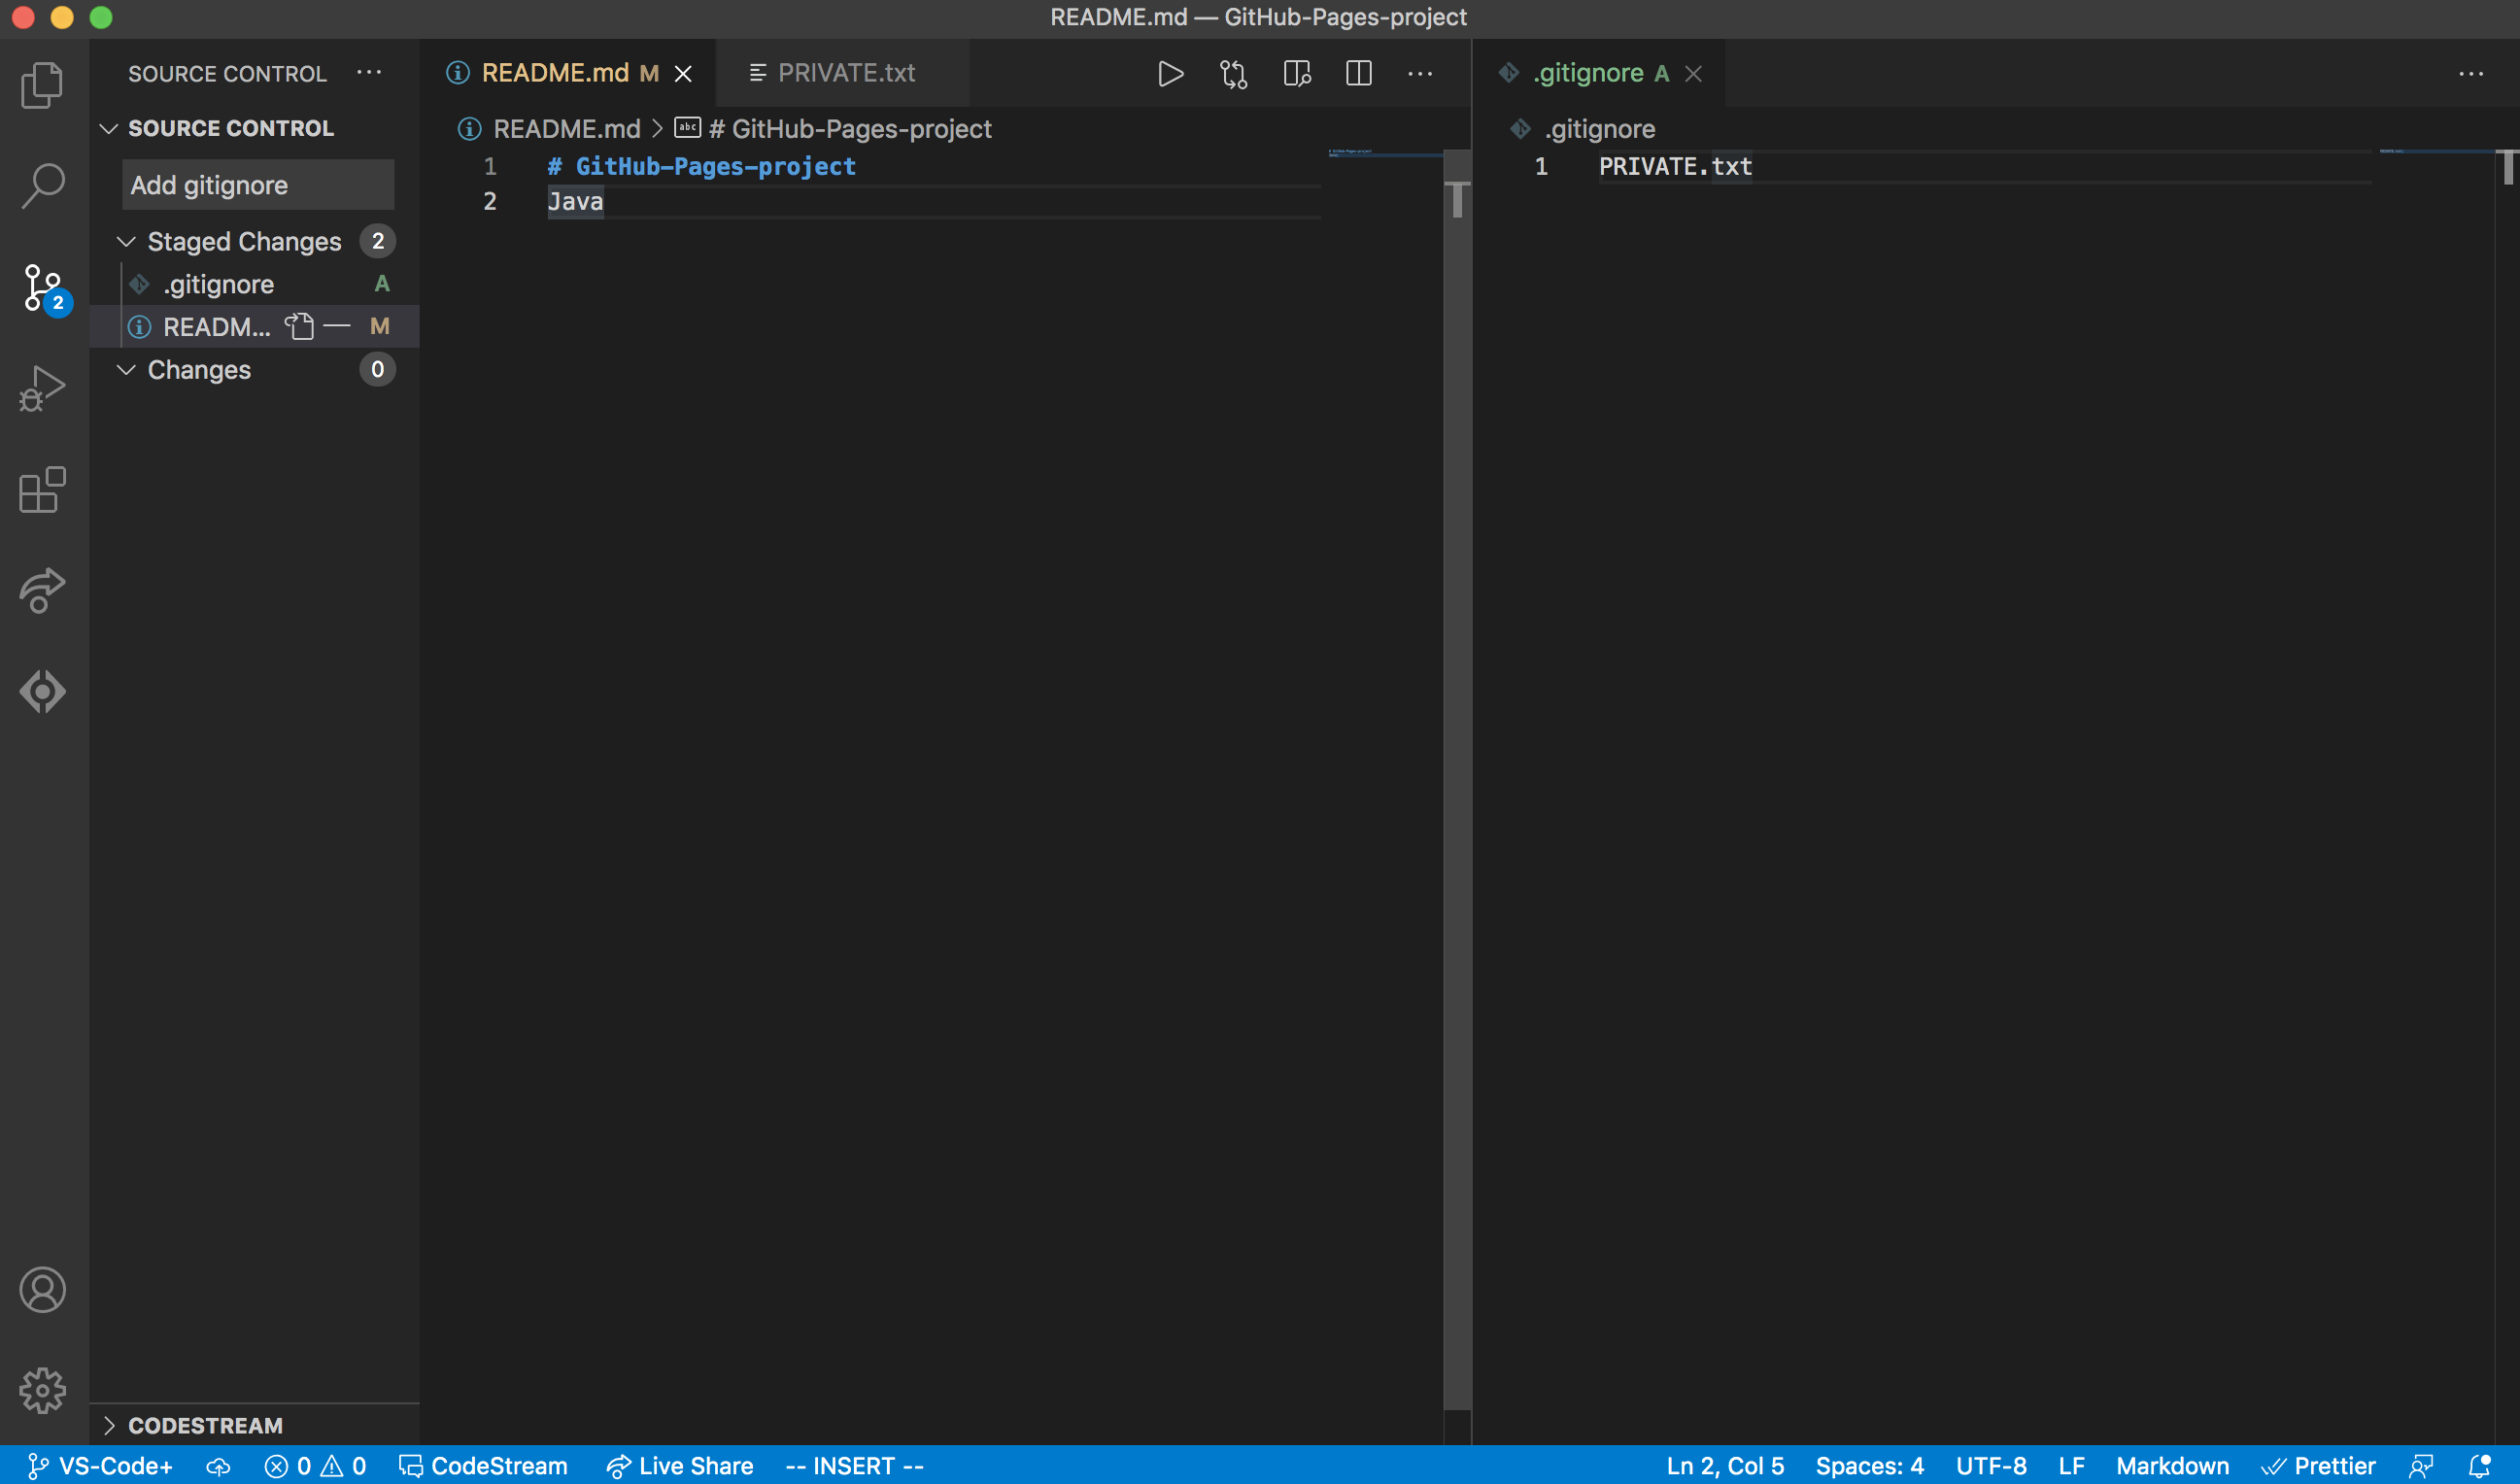 README.md — GitHub-Pages-project
SOURCE CONTROL
SOURCE CONTROL
Add gitignore
Staged Changes 2
.gitignore A
READM... M
Changes 0
CODESTREAM
2
README.md M
PRIVATE.txt
README.md > abc # GitHub-Pages-project
1 # GitHub-Pages-project
2 Java
.gitignore A
.gitignore
1 PRIVATE.txt
VS-Code+ 0 0 CodeStream Live Share -- INSERT -- Ln 2, Col 5 Spaces: 4 UTF-8 LF Markdown Prettier